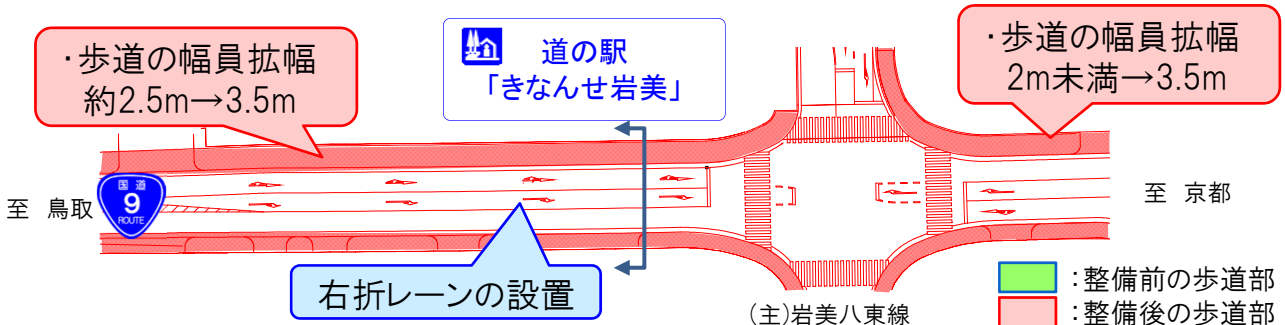 ・歩道の幅員拡幅
約2.5m→3.5m
道の駅
「きなんせ岩美」
・歩道の幅員拡幅
2m未満→3.5m
至 鳥取
国道
9
ROUTE
至 京都
右折レーンの設置
(主)岩美八東線
:整備前の歩道部
:整備後の歩道部